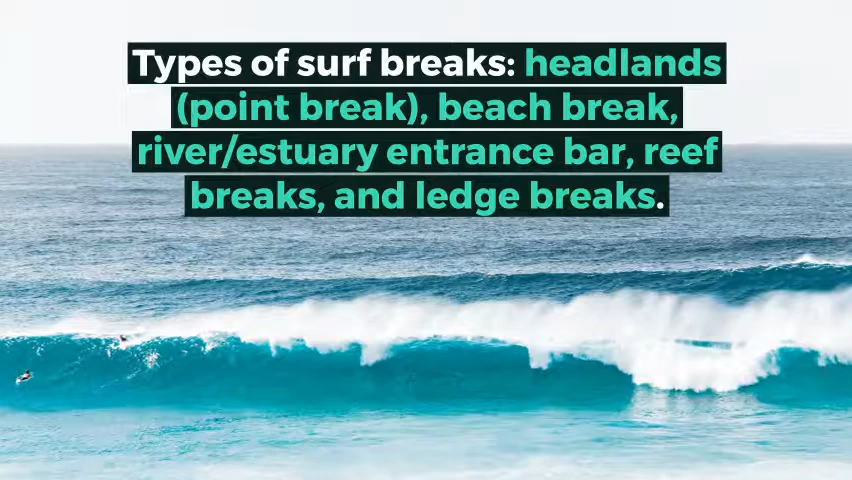 Types of surf breaks: headlands
(point break), beach break,
river/estuary entrance bar, reef
breaks, and ledge breaks.